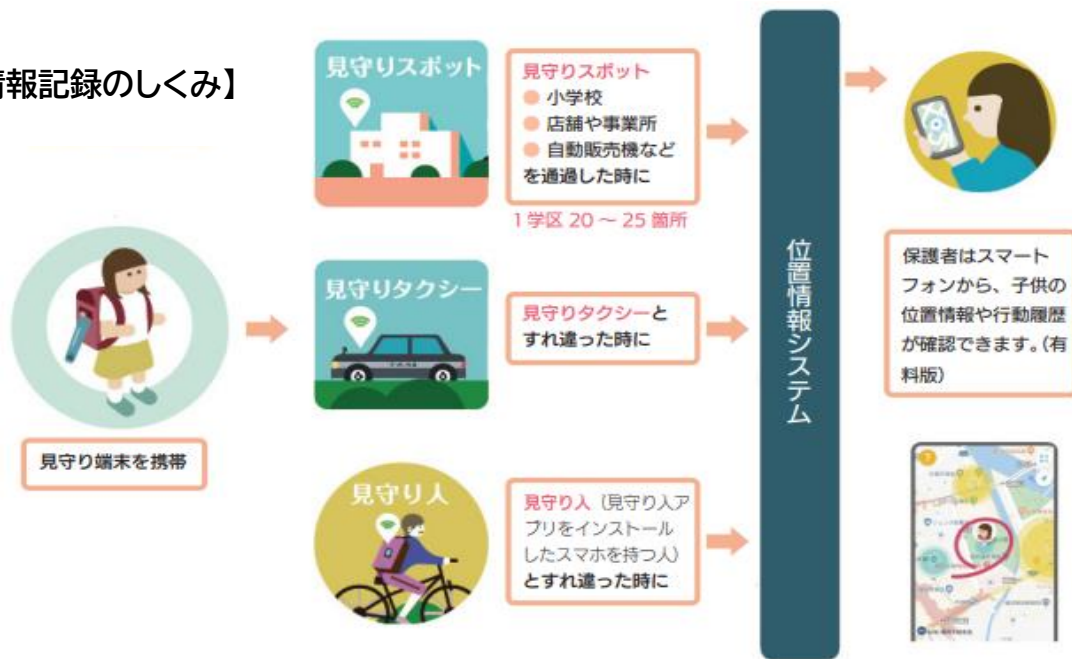 情報記録のしくみ】
見守りスポット
見守りスポット
小学校
店舗や事業所
自動販売機など
を通過した時に
1学区 20 ～ 25 箇所
見守りタクシー
見守りタクシーと
すれ違った時に
見守り端末を携帯
見守り人
見守り人（見守り人ア
プリをインストール
したスマホを持つ人）
とすれ違った時に
位置情報システム
保護者はスマート
フォンから、子供の
位置情報や行動履歴
が確認できます。（有
料版）